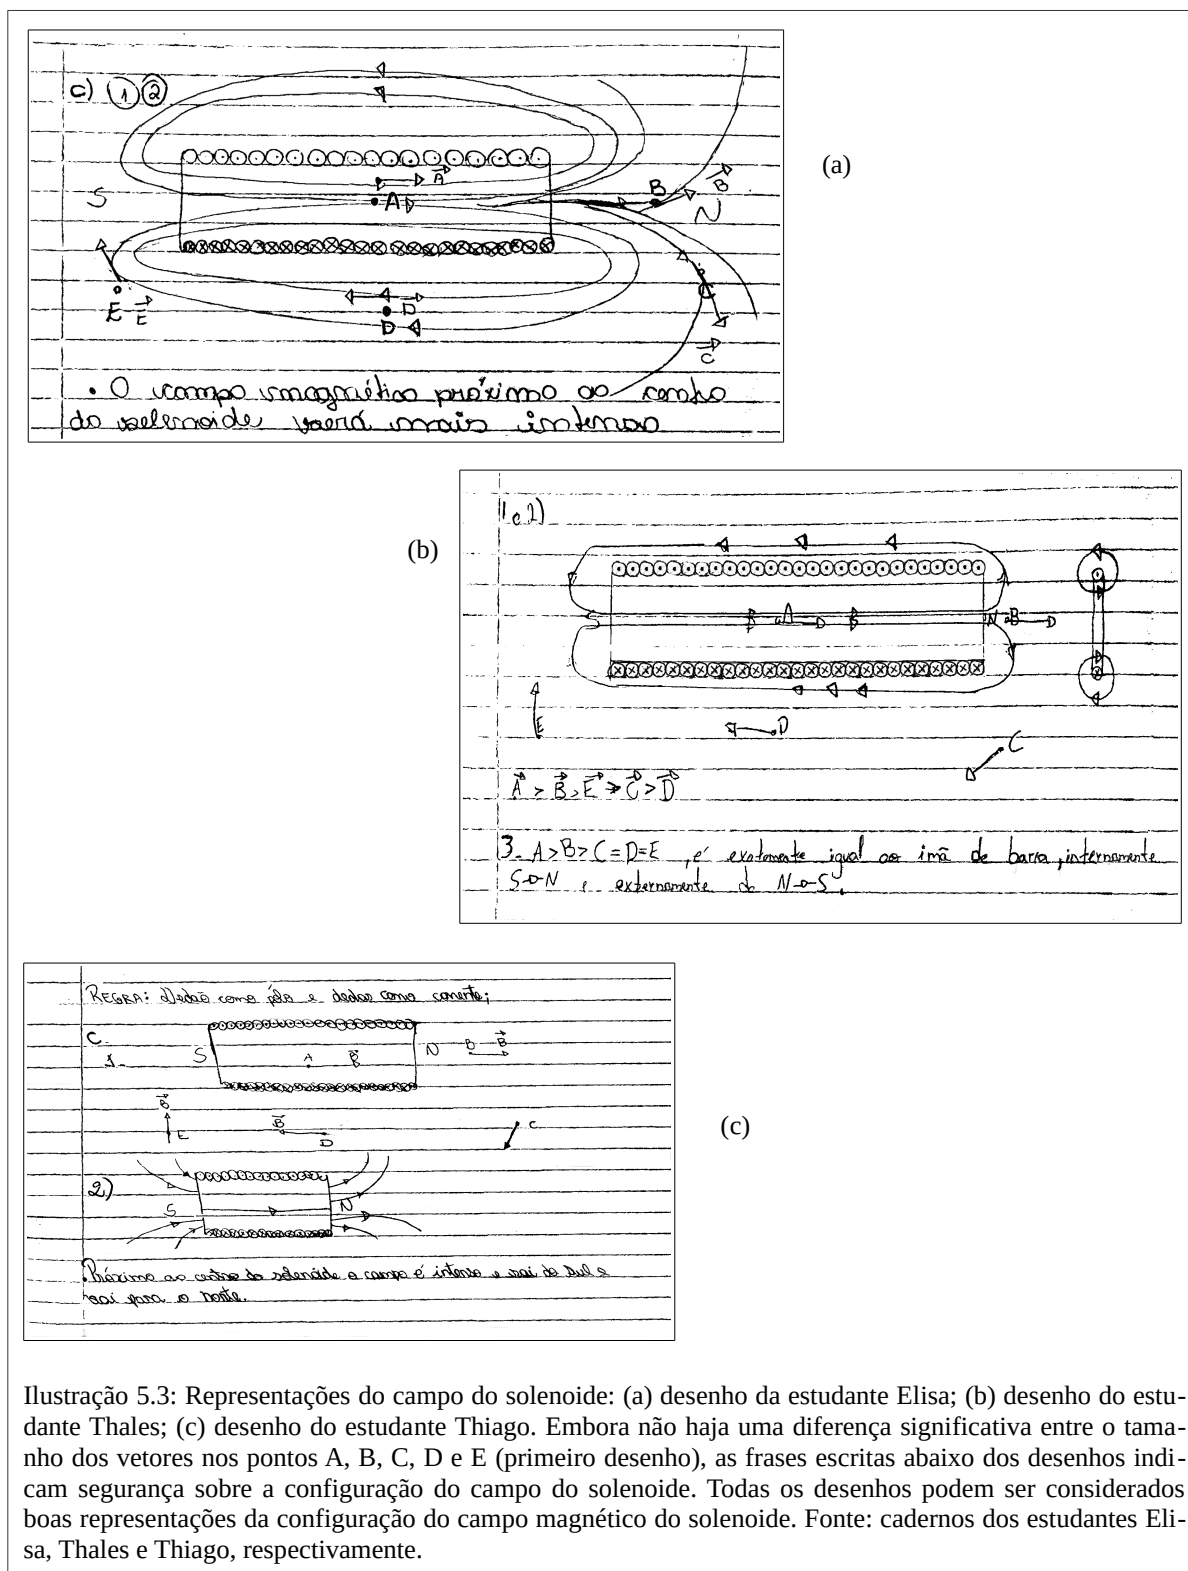 c) 1 2
A
A
B
B
S
N
E E
D
D
C
C
(a)
• O campo magnético próximo ao centro
do selenoide será mais intenso
(b)
1 e 2)
A
B
B
S
N B
E
D
C
A > B > E > C > D
3- A > B > C = D = E , é exatamente igual ao imã de barra, internamente
S→N , externamente do N→S.
REGRA: Dedão como pólo e dedos como corrente;
C-
1-
S
A
B
N
B B
B
E
B
D
C
(c)
2)
S
N
Próximo ao centro do solenóide o campo é intenso e sai do sul e
vai para o norte.
Ilustração 5.3: Representações do campo do solenoide: (a) desenho da estudante Elisa; (b) desenho do estu-
dante Thales; (c) desenho do estudante Thiago. Embora não haja uma diferença significativa entre o tama-
nho dos vetores nos pontos A, B, C, D e E (primeiro desenho), as frases escritas abaixo dos desenhos indi-
cam segurança sobre a configuração do campo do solenoide. Todas os desenhos podem ser considerados
boas representações da configuração do campo magnético do solenoide. Fonte: cadernos dos estudantes Eli-
sa, Thales e Thiago, respectivamente.